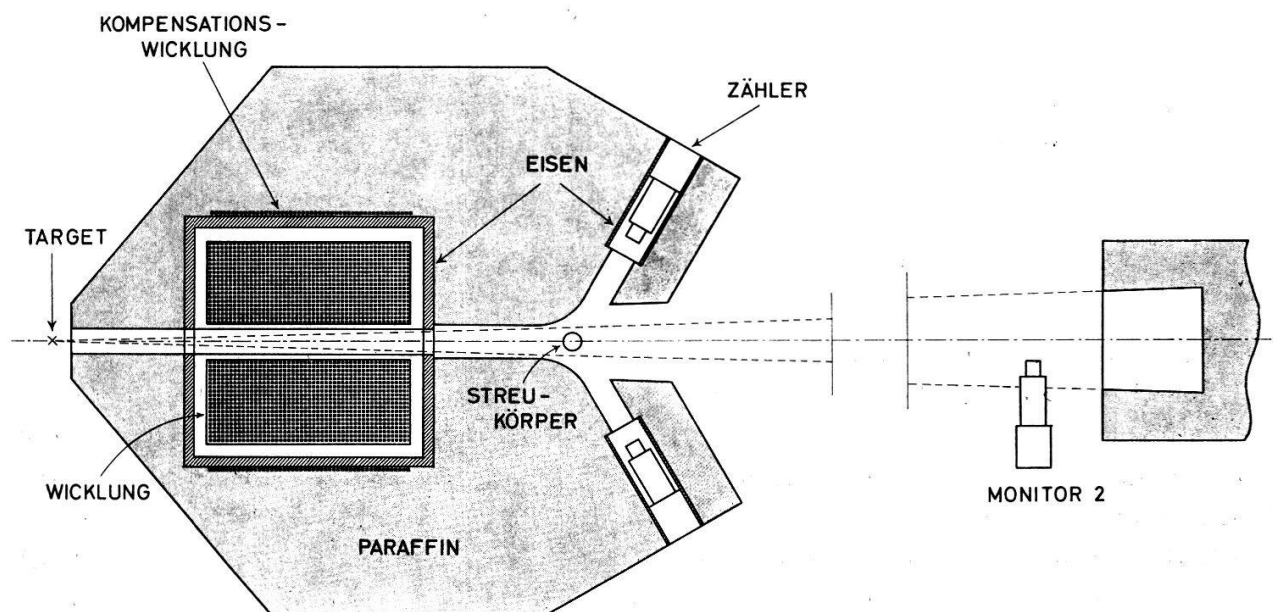 KOMPENSATIONS-
WICKLUNG
ZÄHLER
EISEN
TARGET
STREU-
KÖRPER
WICKLUNG
MONITOR 2
PARAFFIN